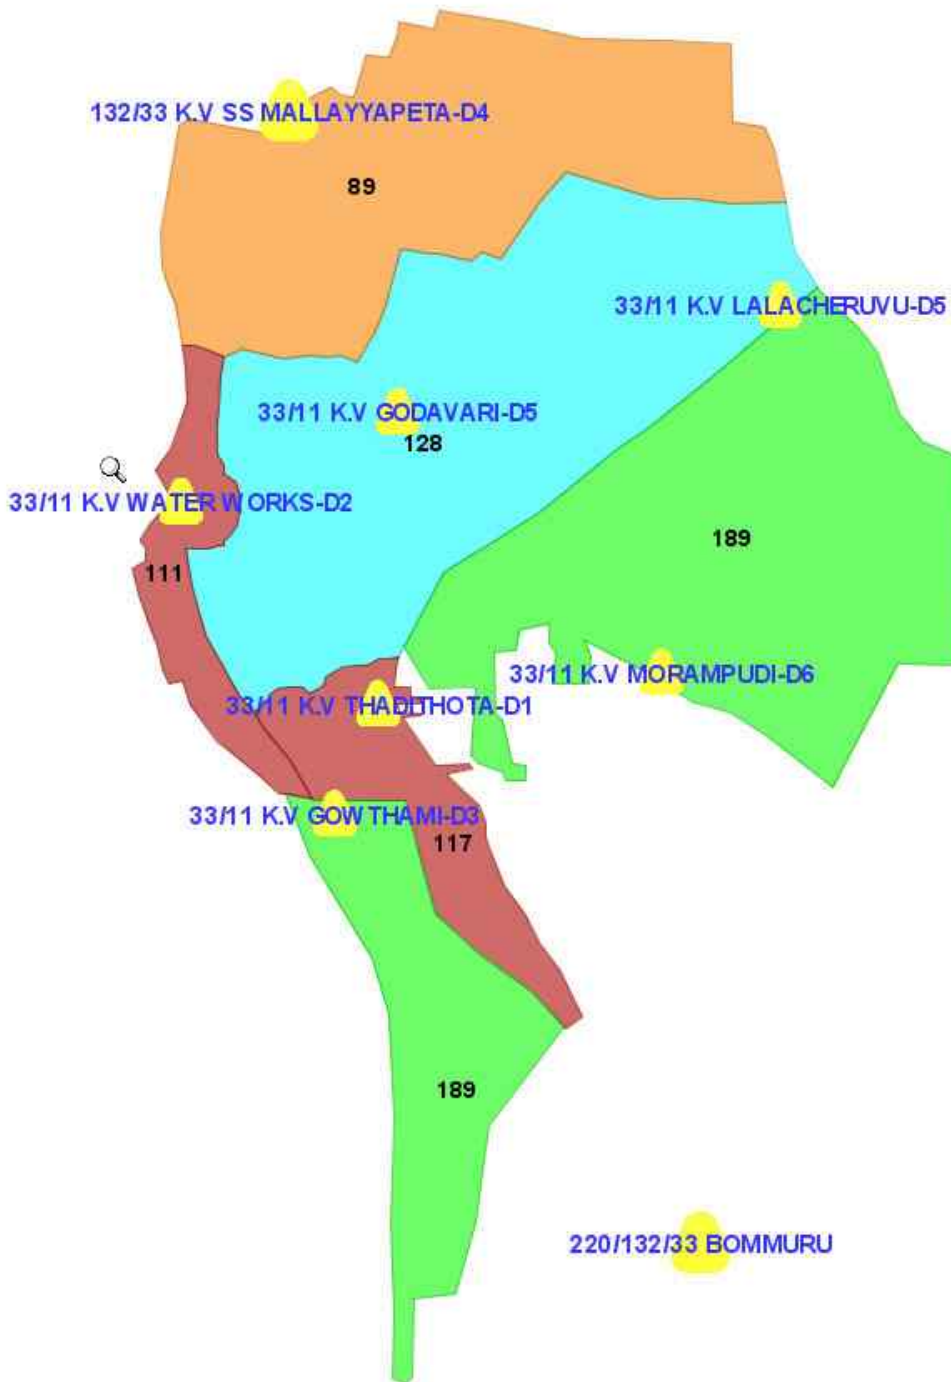 132/33 K.V SS MALLAYYAPETA-D4
89
33/11 K.V LALACHERUVU-D5
33/11 K.V GODAVARI-D5
128
33/11 K.V WATER WORKS-D2
189
111
33/11 K.V MORAMPUDI-D6
33/11 K.V THADITHOTA-D1
33/11 K.V GOWTHAMI-D3
117
189
220/132/33 BOMMURU